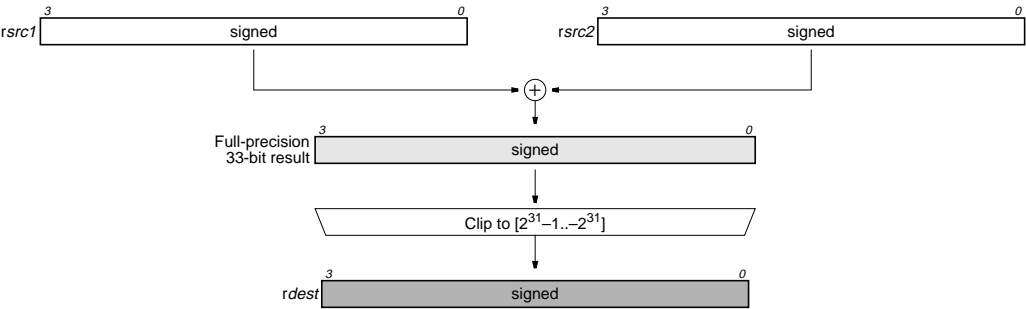 3 0 3 0
rsrc1 signed rsrc2 signed
+
3 0
Full-precision
33-bit result
signed
Clip to [2^31–1..–2^31]
3 0
rdest signed